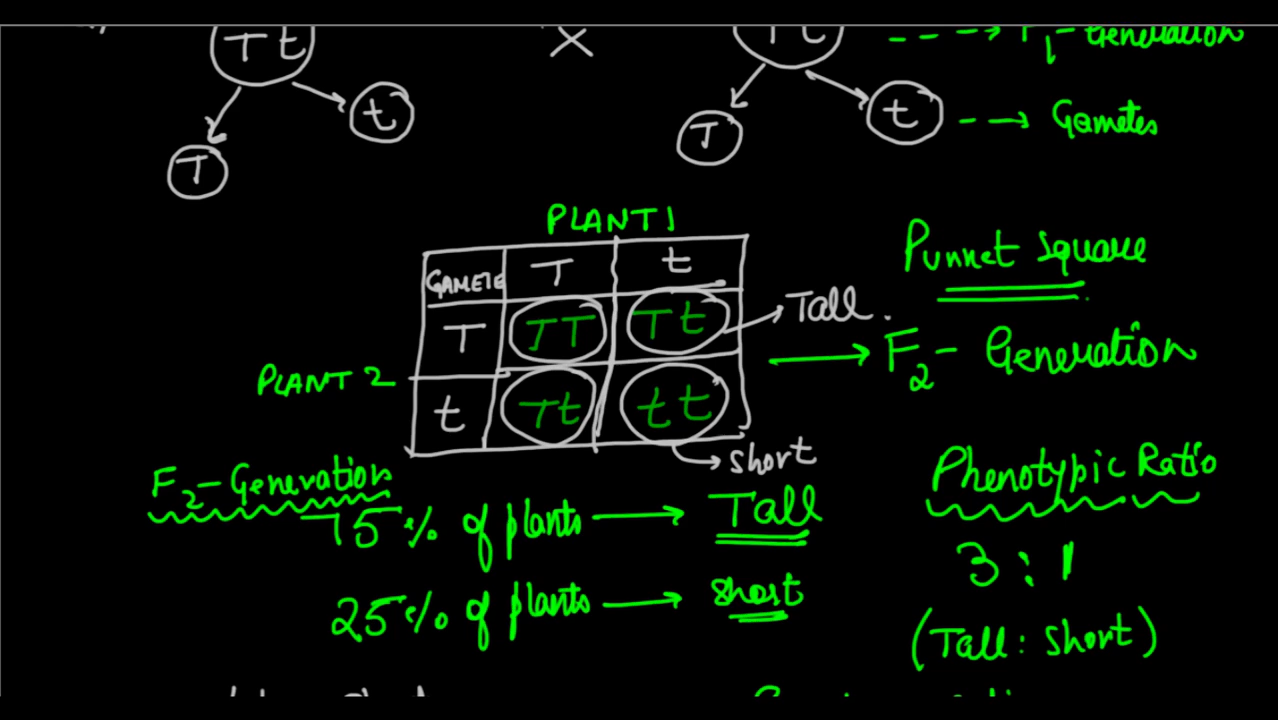 Tt × Tt ---→ F1- Generation
T t T t --→ Gametes
PLANT 1
GAMETE T t
T TT Tt → Tall.
PLANT 2
t Tt tt → short
Punnet Square
→ F2- Generation
F2-Generation
75% of plants → Tall
25% of plants → short
Phenotypic Ratio
3 : 1
(Tall : short)